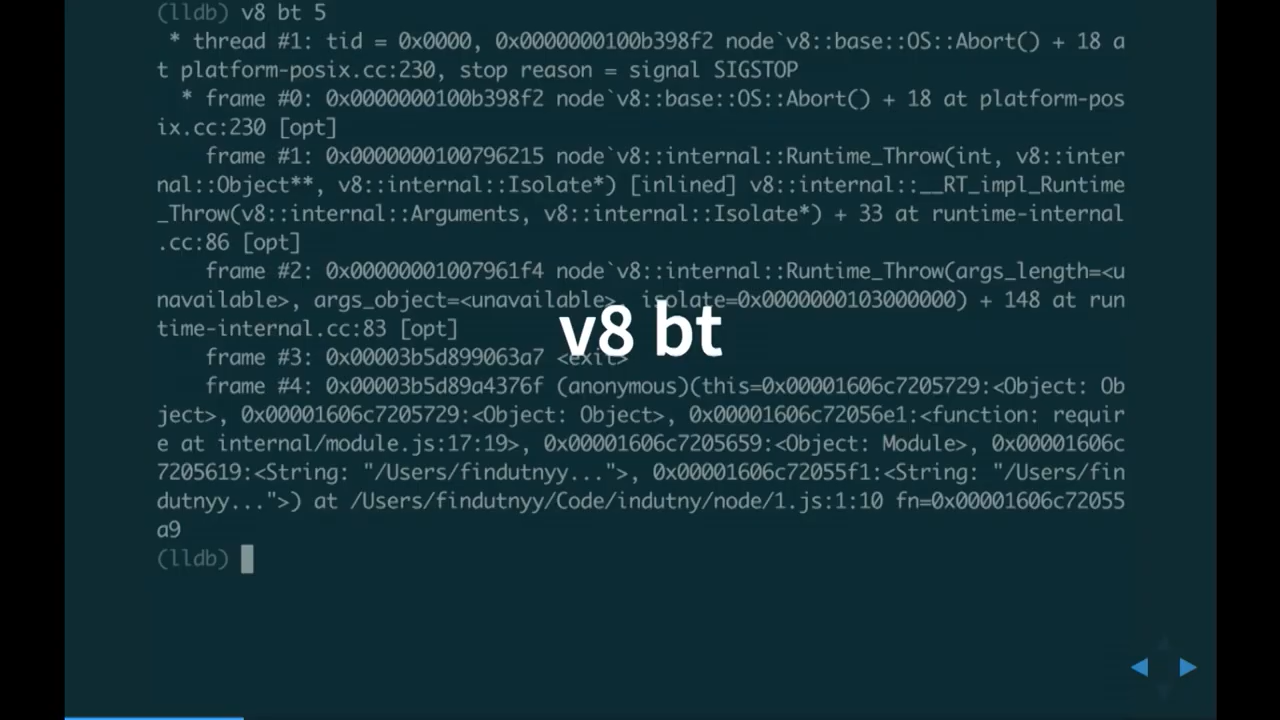 (lldb) v8 bt 5
* thread #1: tid = 0x0000, 0x0000000100b398f2 node`v8::base::OS::Abort() + 18 a
t platform-posix.cc:230, stop reason = signal SIGSTOP
* frame #0: 0x0000000100b398f2 node`v8::base::OS::Abort() + 18 at platform-pos
ix.cc:230 [opt]
frame #1: 0x0000000100796215 node`v8::internal::Runtime_Throw(int, v8::inter
nal::Object**, v8::internal::Isolate*) [inlined] v8::internal::__RT_impl_Runtime
_Throw(v8::internal::Arguments, v8::internal::Isolate*) + 33 at runtime-internal
.cc:86 [opt]
frame #2: 0x00000001007961f4 node`v8::internal::Runtime_Throw(args_length=<u
navailable>, args_object=<unavailable>, isolate=0x0000000103000000) + 148 at run
time-internal.cc:83 [opt]
v8 bt
frame #3: 0x00003b5d899063a7 <exit>
frame #4: 0x00003b5d89a4376f (anonymous)(this=0x00001606c7205729:<Object: Ob
ject>, 0x00001606c7205729:<Object: Object>, 0x00001606c72056e1:<function: requir
e at internal/module.js:17:19>, 0x00001606c7205659:<Object: Module>, 0x00001606c
7205619:<String: "/Users/findutnyy...">, 0x00001606c72055f1:<String: "/Users/fin
dutnyy...">) at /Users/findutnyy/Code/indutny/node/1.js:1:10 fn=0x00001606c72055
a9
(lldb)